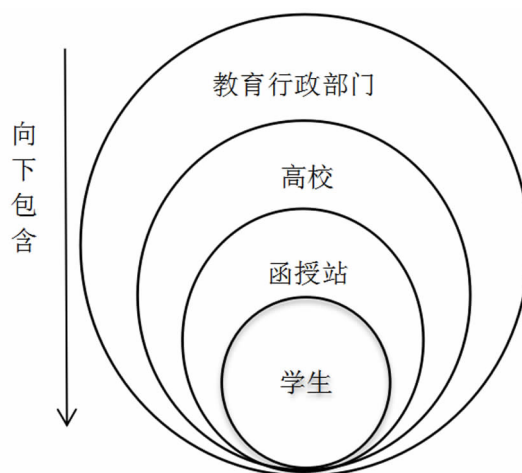 教育行政部门
高校
函授站
学生
向下包含